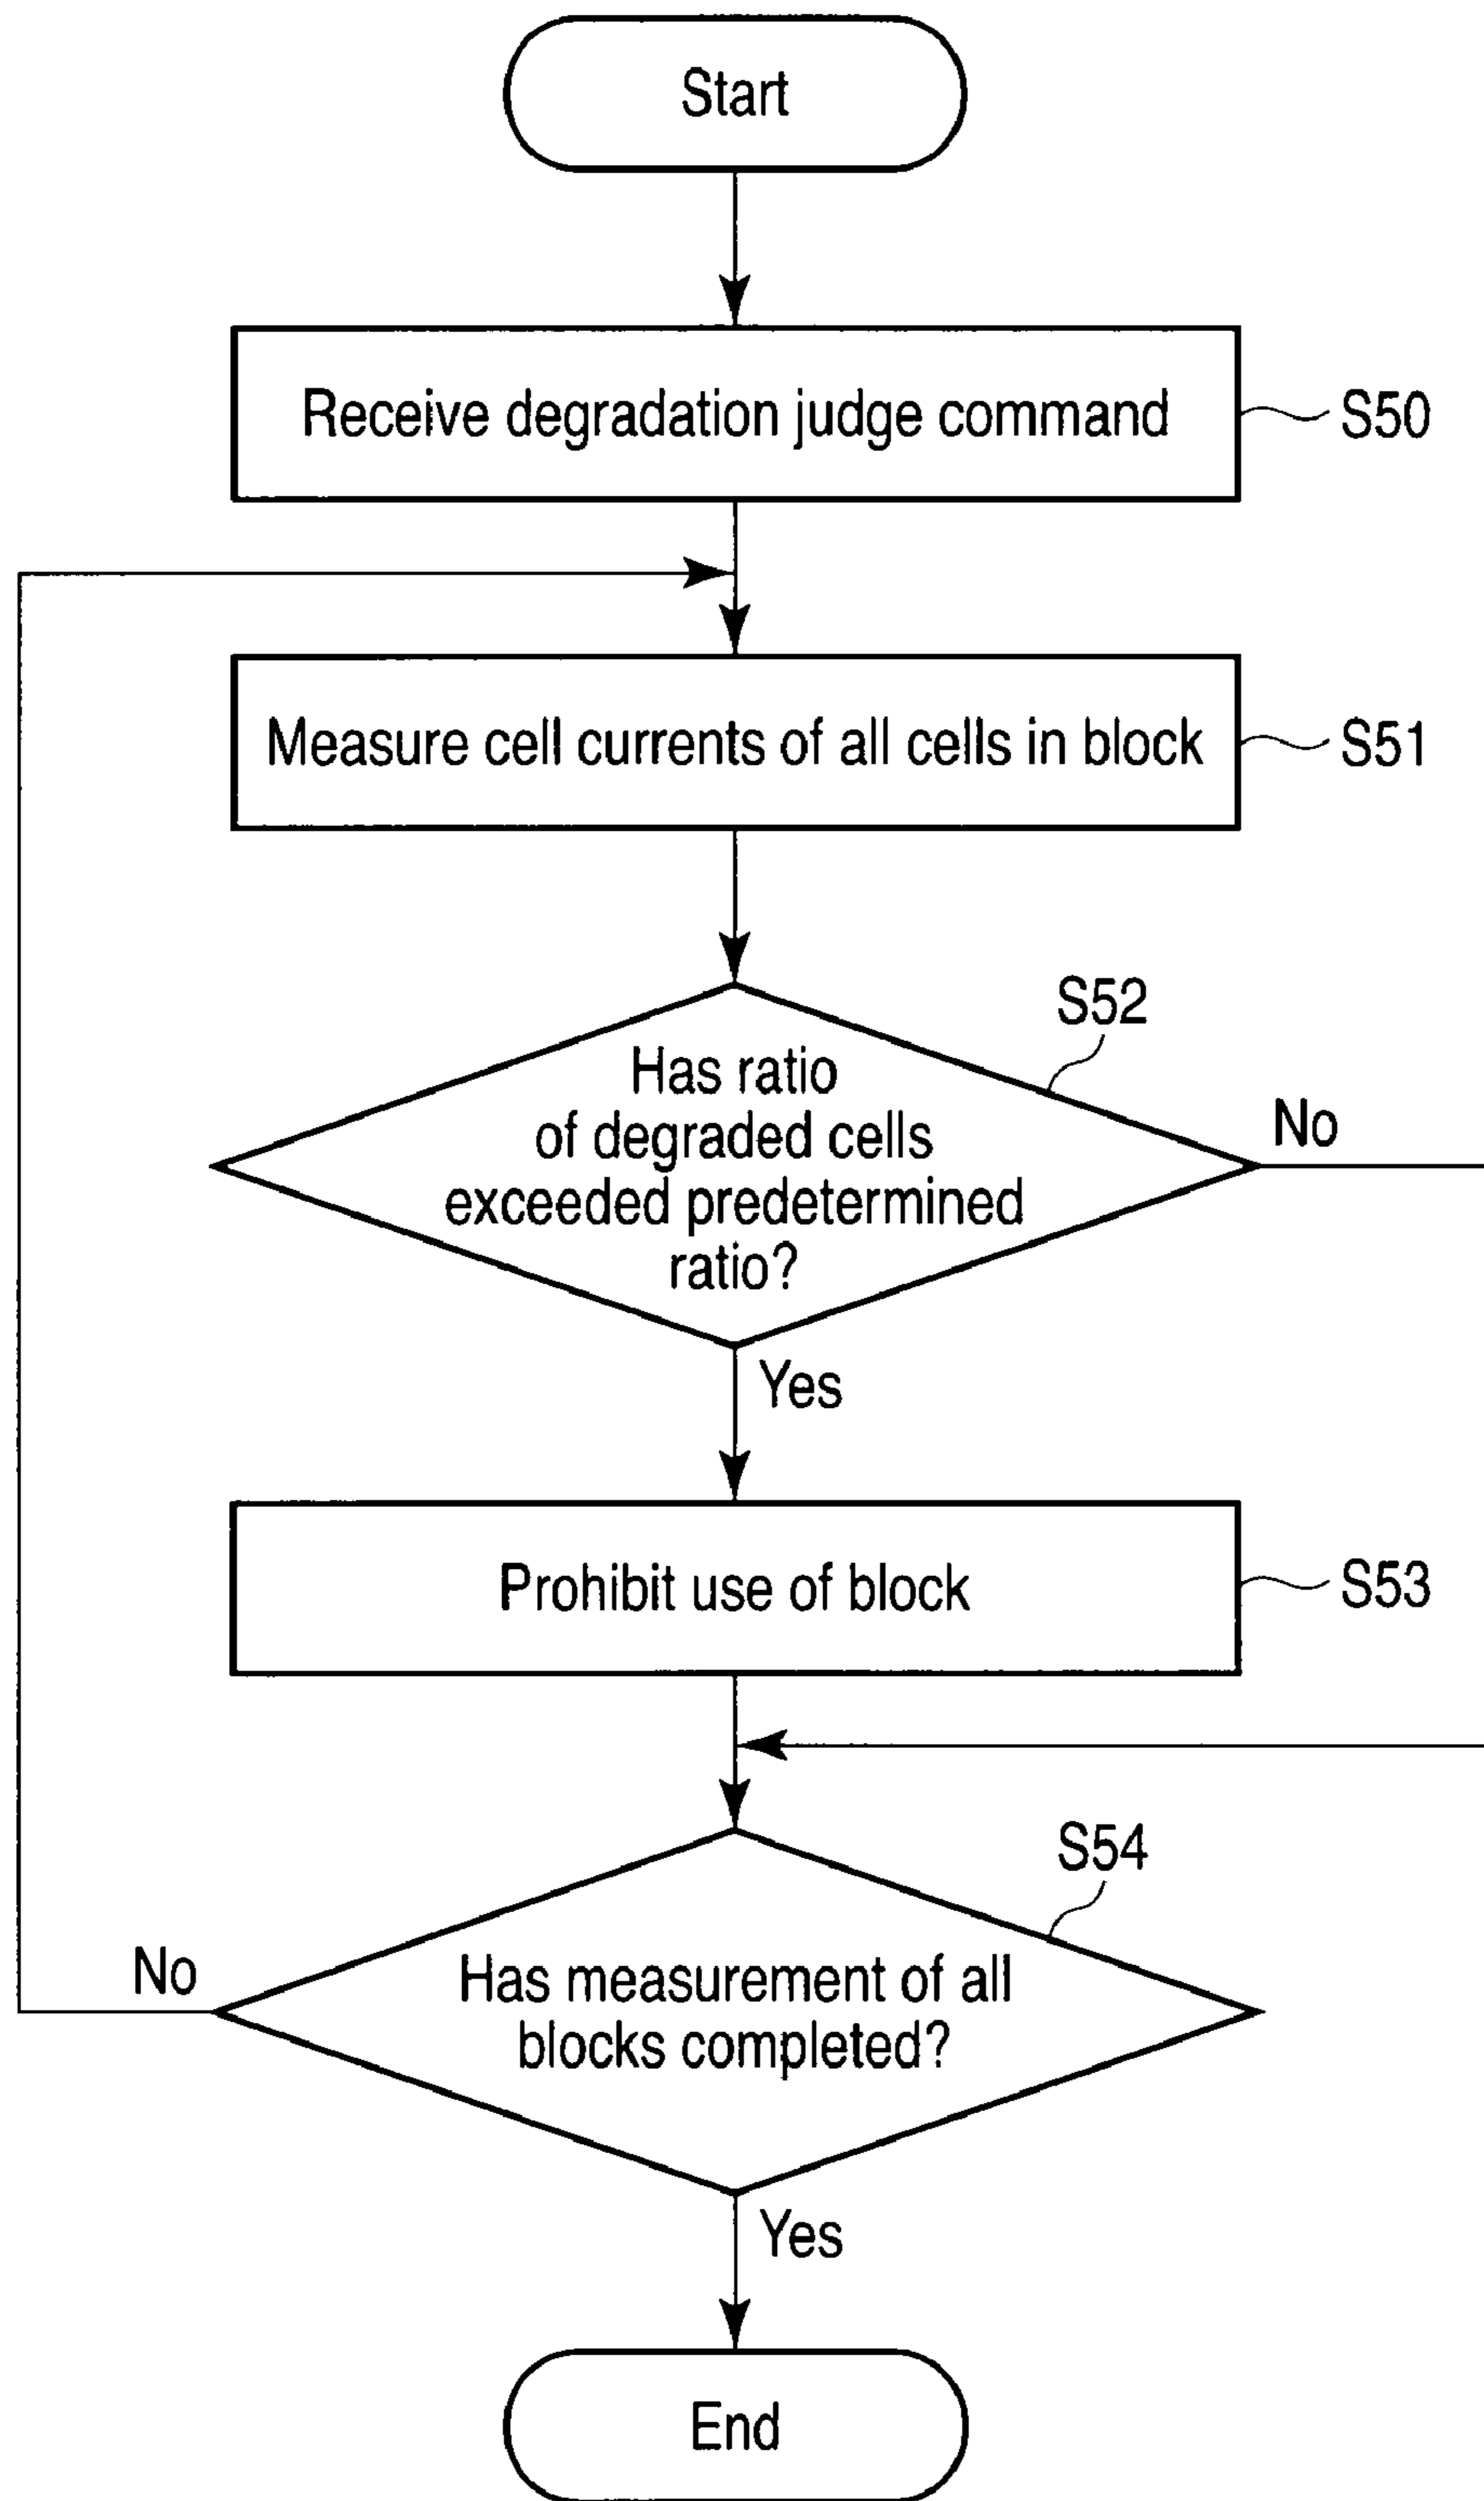 Start
Receive degradation judge command
S50
Measure cell currents of all cells in block
S51
S52
Has ratio
of degraded cells
exceeded predetermined
ratio?
No
Yes
Prohibit use of block
S53
S54
Has measurement of all
blocks completed?
No
Yes
End